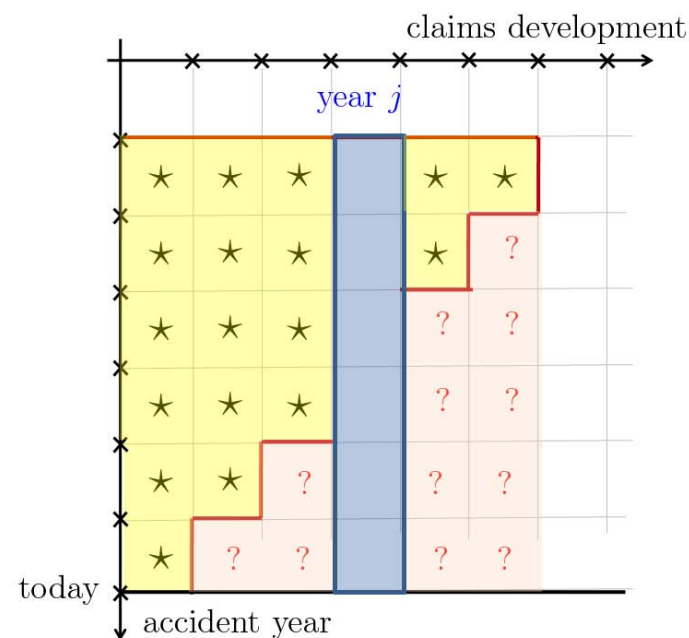 claims development
year j
★ ★ ★ ★ ★
★ ★ ★ ★ ?
★ ★ ★ ? ?
★ ★ ★ ? ?
★ ★ ? ? ?
★ ? ? ? ?
today
accident year